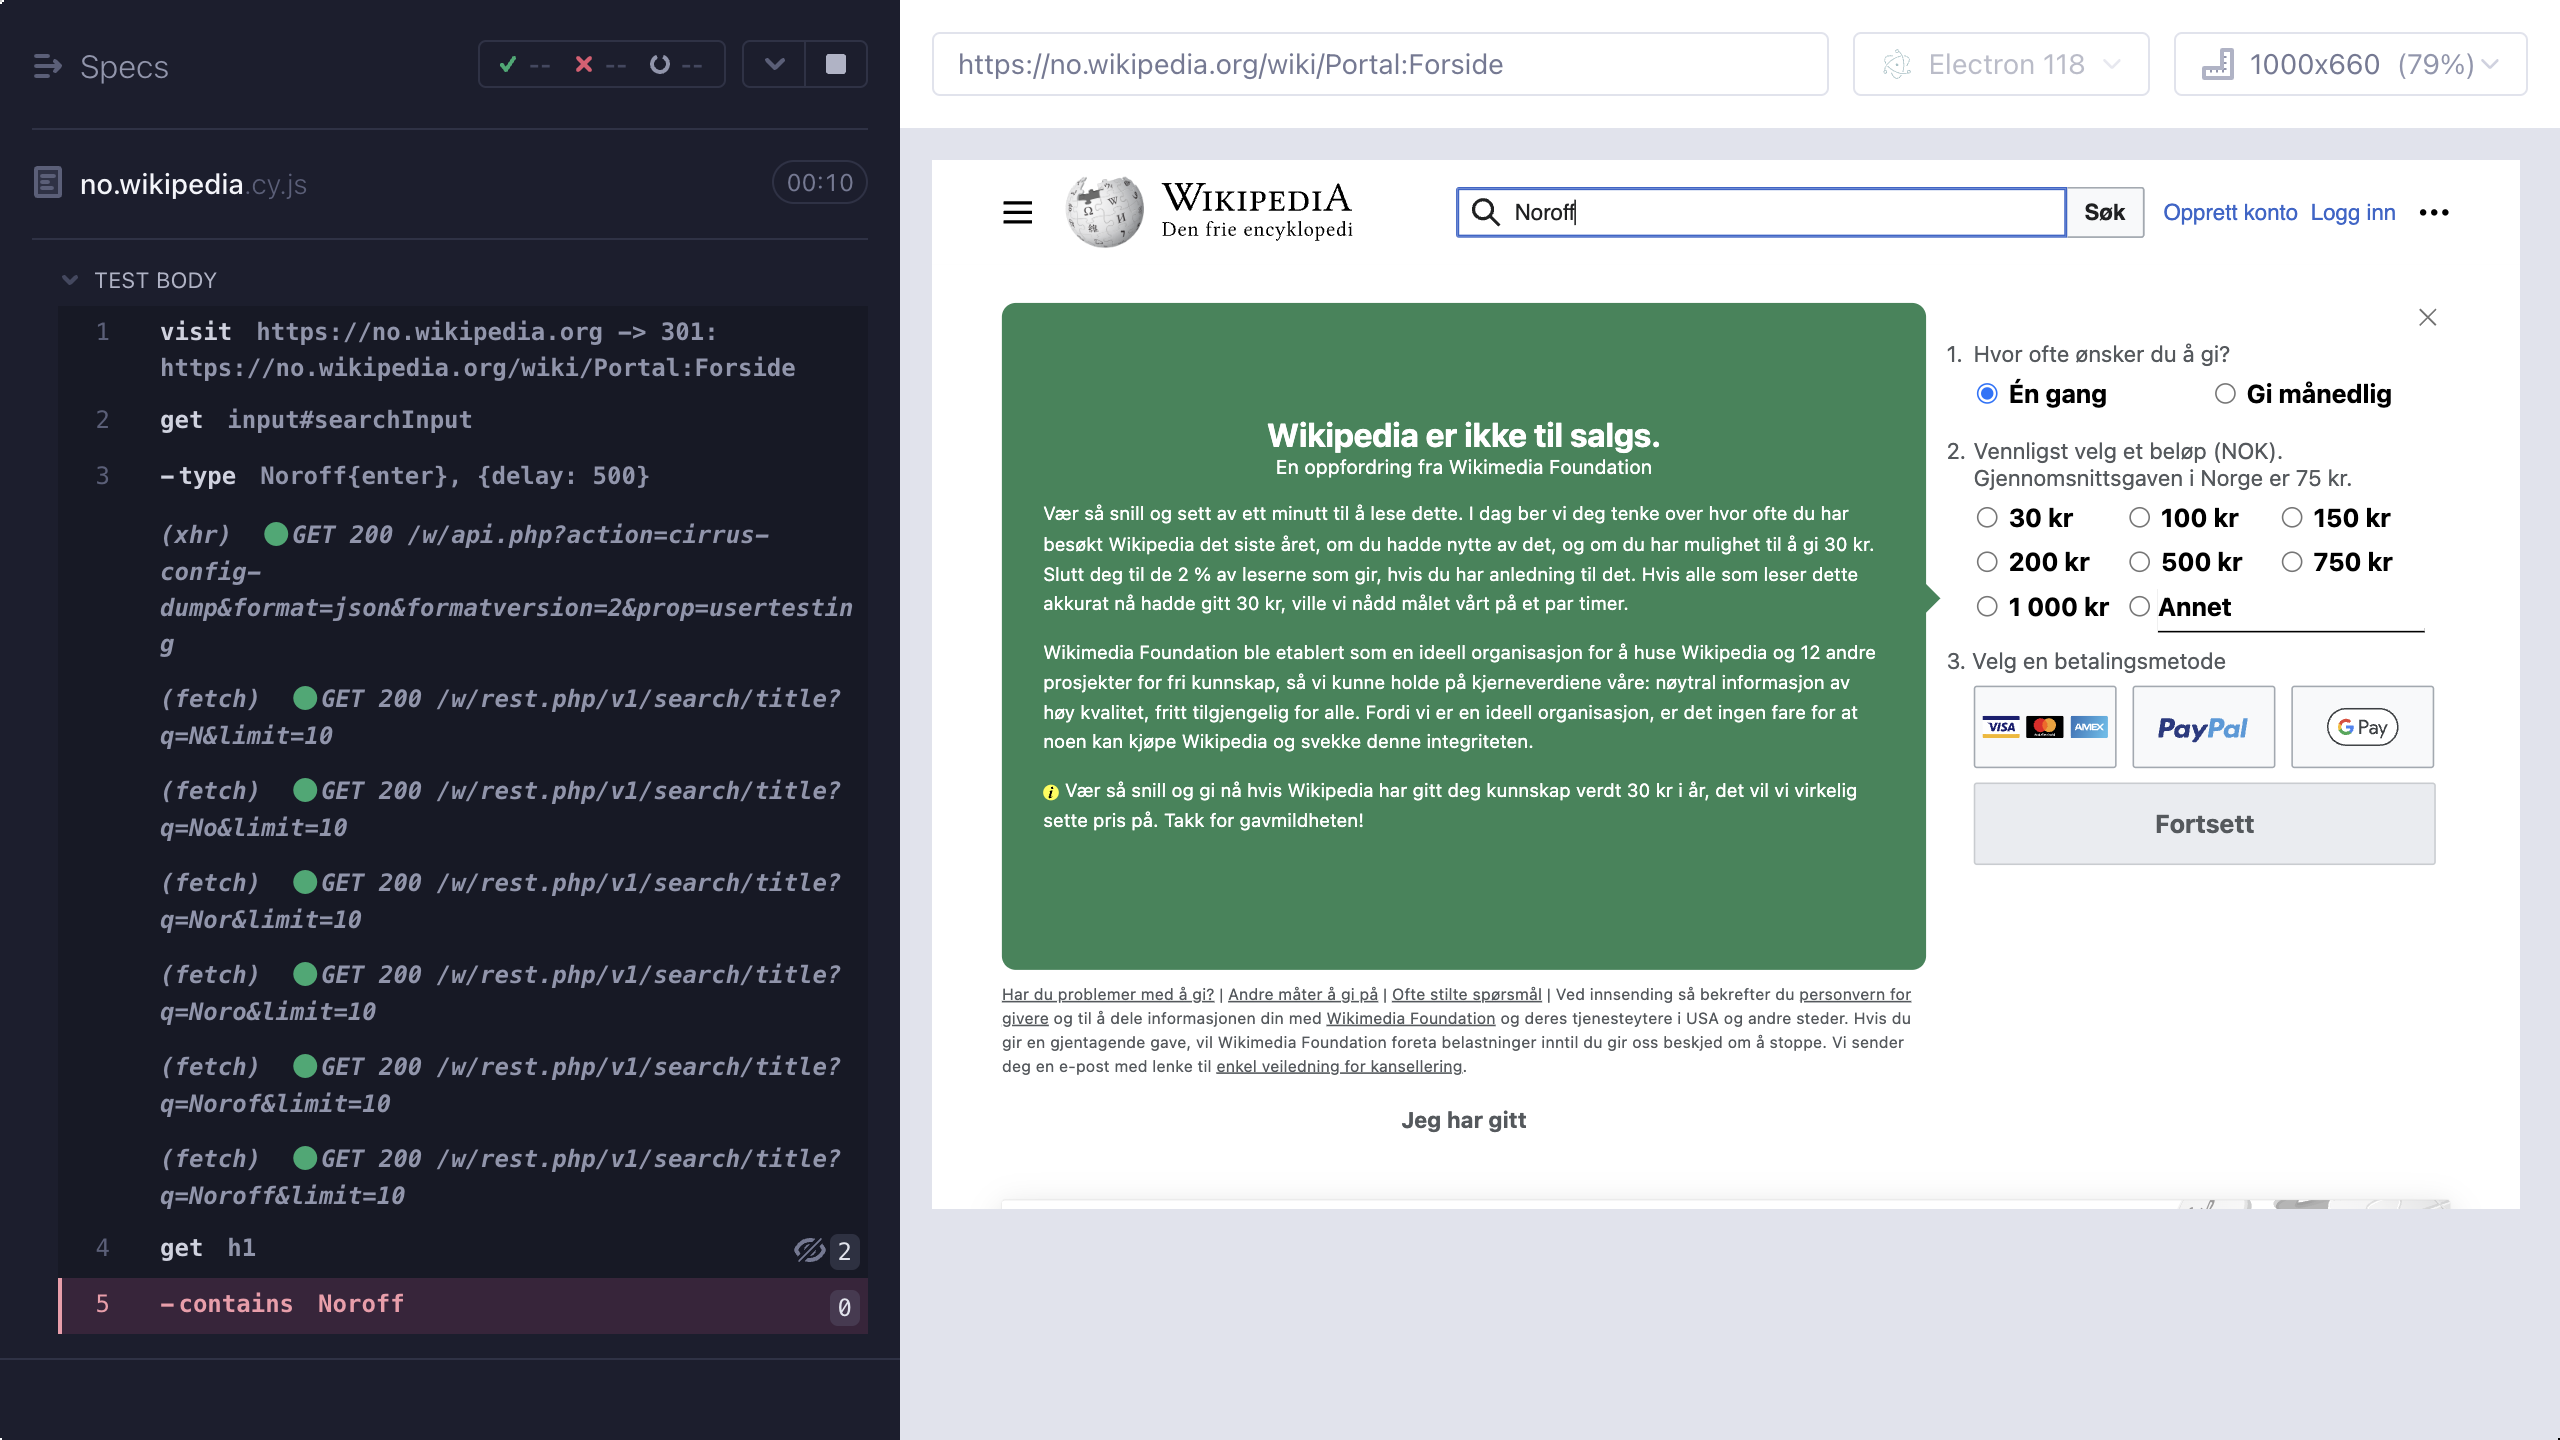 Specs
-- -- --
no.wikipedia.cy.js
00:10
TEST BODY
1 visit https://no.wikipedia.org -> 301:
https://no.wikipedia.org/wiki/Portal:Forside
2 get input#searchInput
3 -type Noroff{enter}, {delay: 500}
(xhr) GET 200 /w/api.php?action=cirrus-
config-
dump&format=json&formatversion=2&prop=usertestin
g
(fetch) GET 200 /w/rest.php/v1/search/title?
q=N&limit=10
(fetch) GET 200 /w/rest.php/v1/search/title?
q=No&limit=10
(fetch) GET 200 /w/rest.php/v1/search/title?
q=Nor&limit=10
(fetch) GET 200 /w/rest.php/v1/search/title?
q=Noro&limit=10
(fetch) GET 200 /w/rest.php/v1/search/title?
q=Norof&limit=10
(fetch) GET 200 /w/rest.php/v1/search/title?
q=Noroff&limit=10
4 get h1 2
5 -contains Noroff 0
https://no.wikipedia.org/wiki/Portal:Forside
Electron 118
1000x660 (79%)
WIKIPEDIA
Den frie encyklopedi
Noroff
Søk
Opprett konto Logg inn
Wikipedia er ikke til salgs.
En oppfordring fra Wikimedia Foundation
Vær så snill og sett av ett minutt til å lese dette. I dag ber vi deg tenke over hvor ofte du har
besøkt Wikipedia det siste året, om du hadde nytte av det, og om du har mulighet til å gi 30 kr.
Slutt deg til de 2 % av leserne som gir, hvis du har anledning til det. Hvis alle som leser dette
akkurat nå hadde gitt 30 kr, ville vi nådd målet vårt på et par timer.
Wikimedia Foundation ble etablert som en ideell organisasjon for å huse Wikipedia og 12 andre
prosjekter for fri kunnskap, så vi kunne holde på kjerneverdiene våre: nøytral informasjon av
høy kvalitet, fritt tilgjengelig for alle. Fordi vi er en ideell organisasjon, er det ingen fare for at
noen kan kjøpe Wikipedia og svekke denne integriteten.
i Vær så snill og gi nå hvis Wikipedia har gitt deg kunnskap verdt 30 kr i år, det vil vi virkelig
sette pris på. Takk for gavmildheten!
1. Hvor ofte ønsker du å gi?
Én gang Gi månedlig
2. Vennligst velg et beløp (NOK).
Gjennomsnittsgaven i Norge er 75 kr.
30 kr 100 kr 150 kr
200 kr 500 kr 750 kr
1 000 kr Annet
3. Velg en betalingsmetode
VISA AMEX PayPal G Pay
Fortsett
Har du problemer med å gi? | Andre måter å gi på | Ofte stilte spørsmål | Ved innsending så bekrefter du personvern for
givere og til å dele informasjonen din med Wikimedia Foundation og deres tjenesteytere i USA og andre steder. Hvis du
gir en gjentagende gave, vil Wikimedia Foundation foreta belastninger inntil du gir oss beskjed om å stoppe. Vi sender
deg en e-post med lenke til enkel veiledning for kansellering.
Jeg har gitt